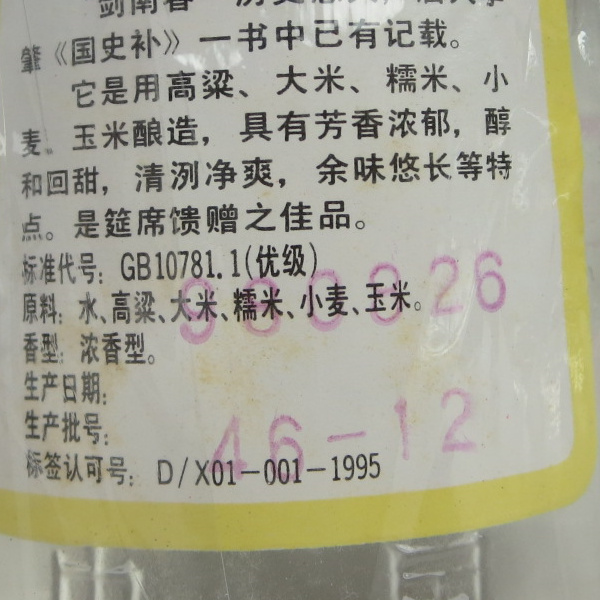 剑南春
肇《国史补》一书中已有记载。
它是用高粱、大米、糯米、小
麦、玉米酿造，具有芳香浓郁，醇
和回甜，清洌净爽，余味悠长等特
点。是筵席馈赠之佳品。
标准代号：GB10781.1(优级)
原料：水、高粱、大米、糯米、小麦、玉米。
香型：浓香型。
生产日期：
生产批号：
46-12
标签认可号：D/X01-001-1995